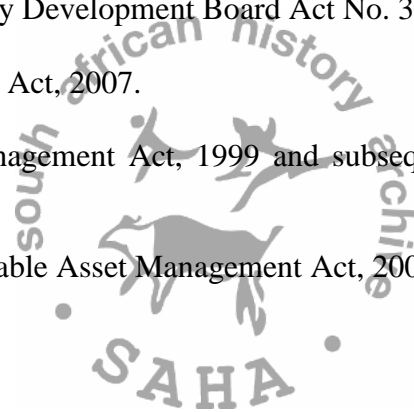 y Development Board Act No. 3
Act, 2007.
nagement Act, 1999 and subseq
able Asset Management Act, 200
south african history archive
• SAHA •